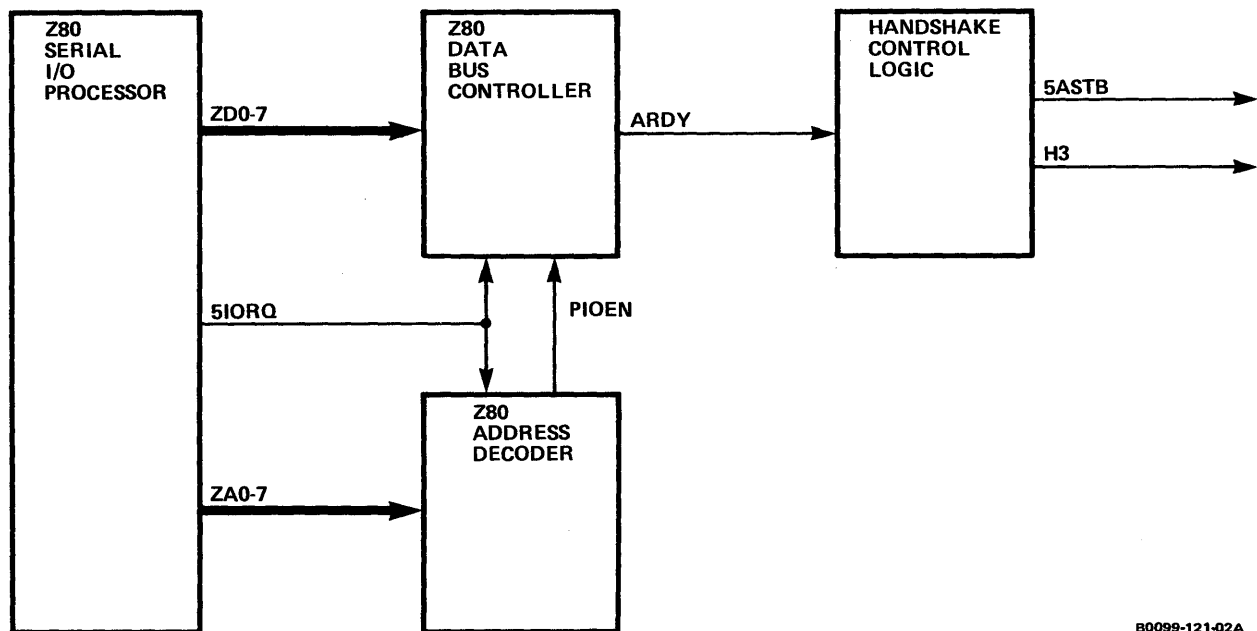 Z80
SERIAL
I/O
PROCESSOR
Z80
DATA
BUS
CONTROLLER
HANDSHAKE
CONTROL
LOGIC
ZD0-7
ARDY
5ASTB
H3
5IORQ
PIOEN
Z80
ADDRESS
DECODER
ZA0-7
B0099-121-02A